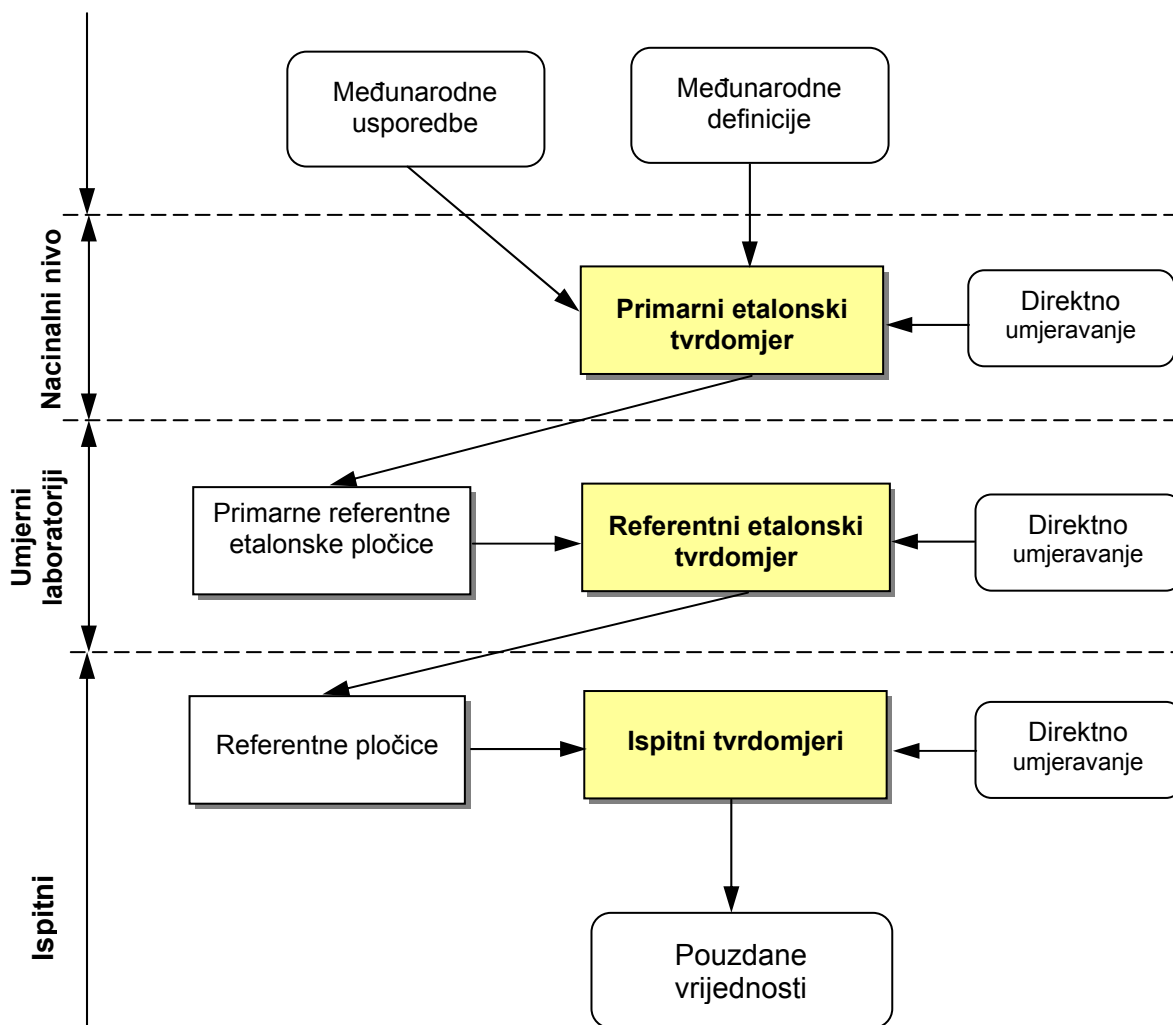 Međunarodne
usporedbe
Međunarodne
definicije
Nacinalni nivo
Primarni etalonski
tvrdomjer
Direktno
umjeravanje
Umjerni
laboratoriji
Primarne referentne
etalonske pločice
Referentni etalonski
tvrdomjer
Direktno
umjeravanje
Ispitni
Referentne pločice
Ispitni tvrdomjeri
Direktno
umjeravanje
Pouzdane
vrijednosti